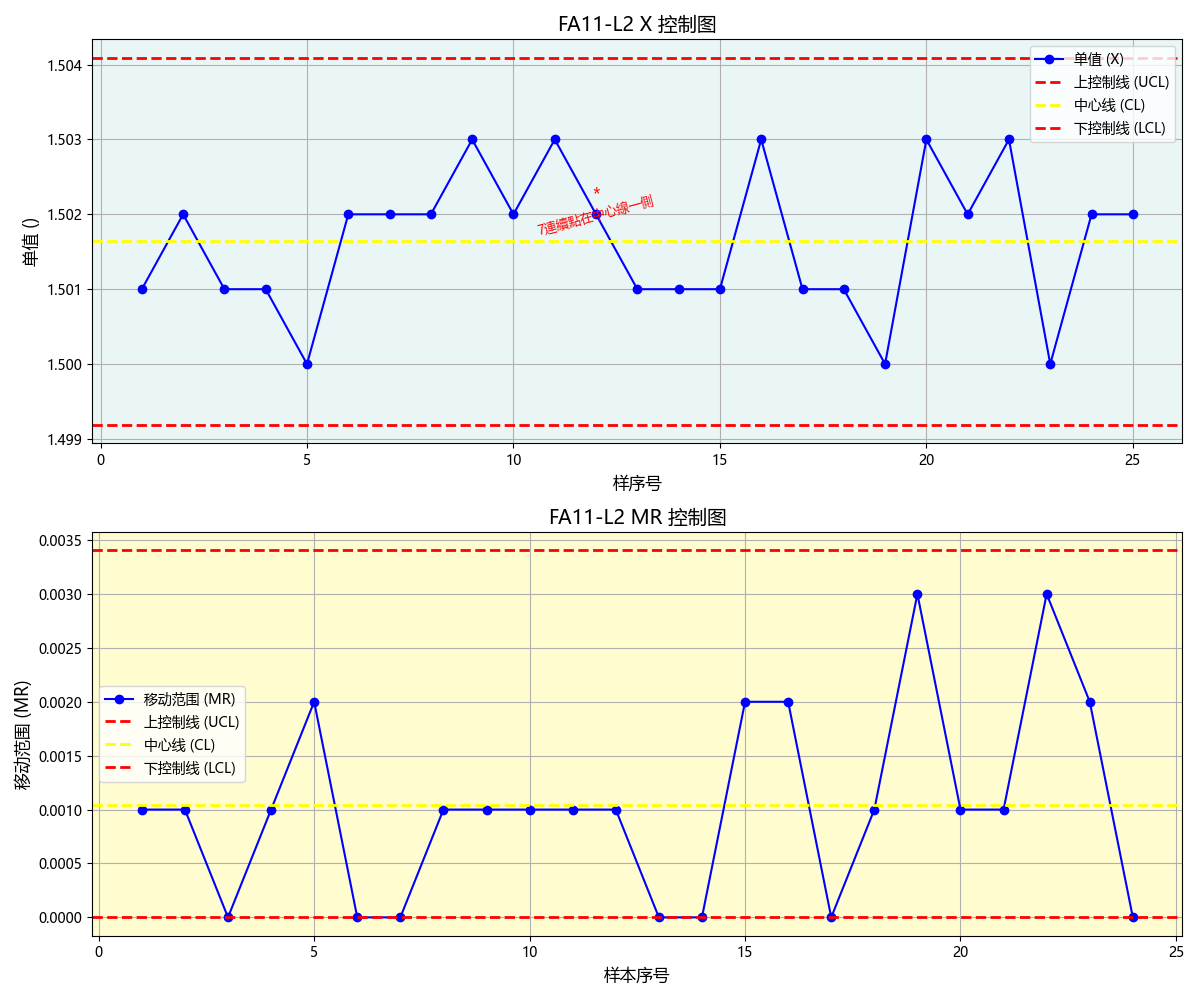 FA11-L2 X 控制图
单值 ()
1.504
1.503
1.502
1.501
1.500
1.499
单值 (X)
上控制线 (UCL)
中心线 (CL)
下控制线 (LCL)
*
7連續點在中心線一側
0 5 10 15 20 25
样序号
FA11-L2 MR 控制图
移动范围 (MR)
0.0035
0.0030
0.0025
0.0020
0.0015
0.0010
0.0005
0.0000
移动范围 (MR)
上控制线 (UCL)
中心线 (CL)
下控制线 (LCL)
0 5 10 15 20 25
样本序号